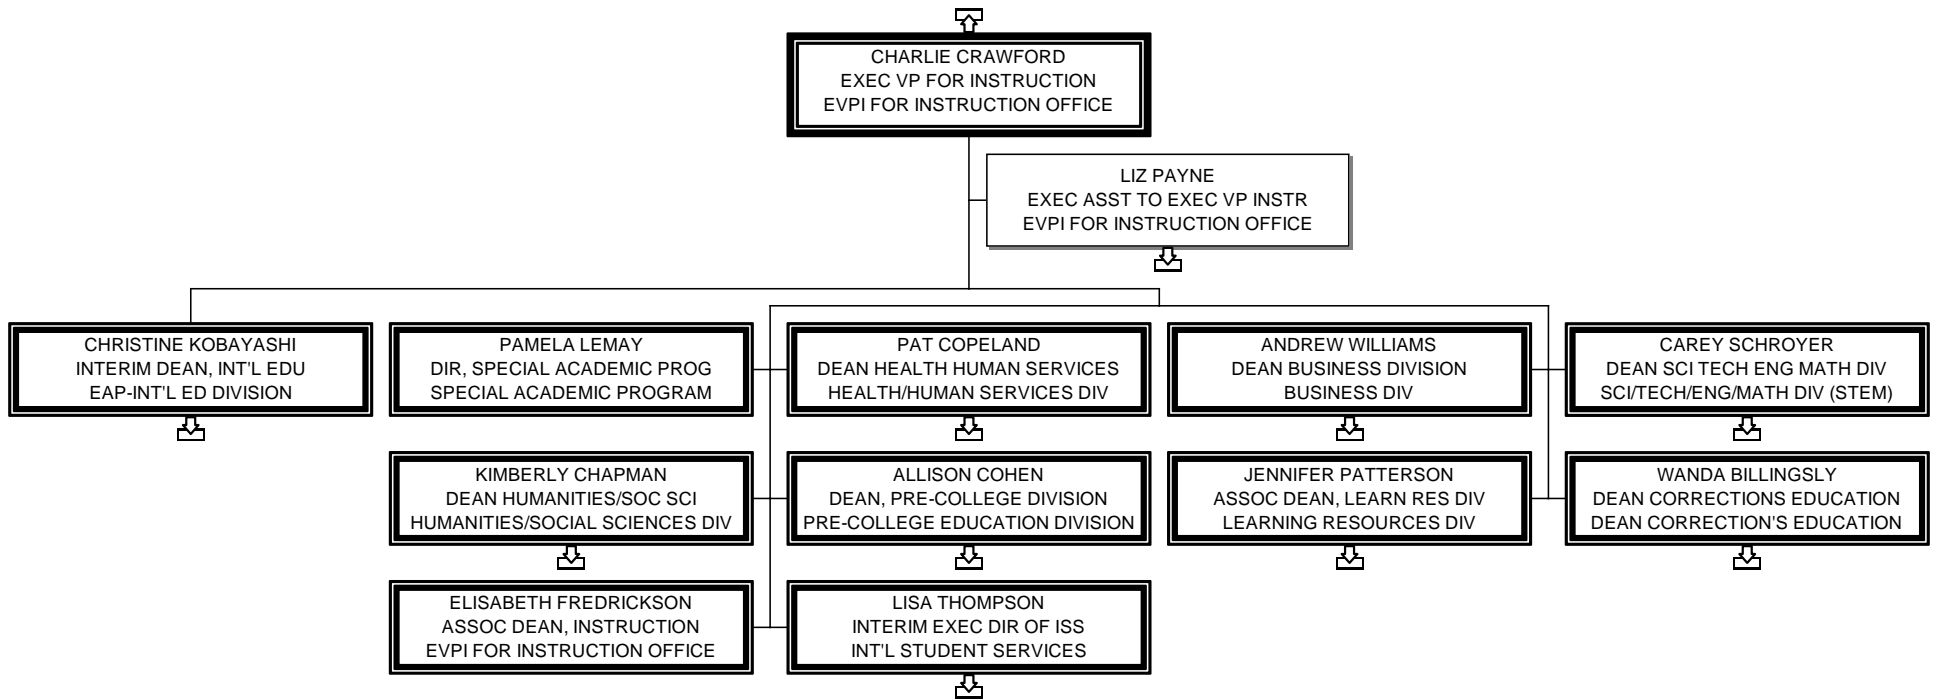 CHARLIE CRAWFORD
EXEC VP FOR INSTRUCTION
EVPI FOR INSTRUCTION OFFICE
LIZ PAYNE
EXEC ASST TO EXEC VP INSTR
EVPI FOR INSTRUCTION OFFICE
CHRISTINE KOBAYASHI
INTERIM DEAN, INT'L EDU
EAP-INT'L ED DIVISION
PAMELA LEMAY
DIR, SPECIAL ACADEMIC PROG
SPECIAL ACADEMIC PROGRAM
PAT COPELAND
DEAN HEALTH HUMAN SERVICES
HEALTH/HUMAN SERVICES DIV
ANDREW WILLIAMS
DEAN BUSINESS DIVISION
BUSINESS DIV
CAREY SCHROYER
DEAN SCI TECH ENG MATH DIV
SCI/TECH/ENG/MATH DIV (STEM)
KIMBERLY CHAPMAN
DEAN HUMANITIES/SOC SCI
HUMANITIES/SOCIAL SCIENCES DIV
ALLISON COHEN
DEAN, PRE-COLLEGE DIVISION
PRE-COLLEGE EDUCATION DIVISION
JENNIFER PATTERSON
ASSOC DEAN, LEARN RES DIV
LEARNING RESOURCES DIV
WANDA BILLINGSLY
DEAN CORRECTIONS EDUCATION
DEAN CORRECTION'S EDUCATION
ELISABETH FREDRICKSON
ASSOC DEAN, INSTRUCTION
EVPI FOR INSTRUCTION OFFICE
LISA THOMPSON
INTERIM EXEC DIR OF ISS
INT'L STUDENT SERVICES